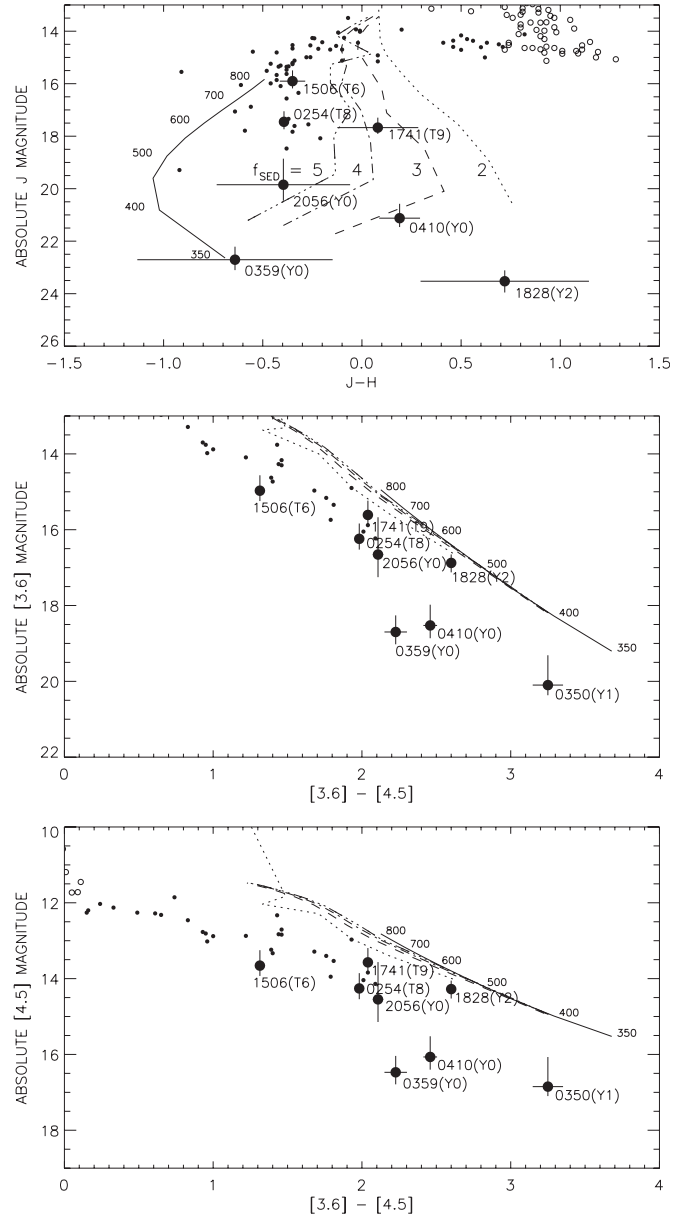 14
16
18
20
22
24
26
ABSOLUTE J MAGNITUDE
800
700
600
500
400
350
1506(T6)
0254(T8)
1741(T9)
f_SED = 5 4 3 2
2056(Y0)
0410(Y0)
0359(Y0)
1828(Y2)
-1.5 -1.0 -0.5 0.0 0.5 1.0 1.5
J-H
14
16
18
20
22
ABSOLUTE [3.6] MAGNITUDE
800
700
600
500
400
350
1506(T6)
1741(T9)
0254(T8)
2056(Y0)
1828(Y2)
0410(Y0)
0359(Y0)
0350(Y1)
0 1 2 3 4
[3.6] - [4.5]
10
12
14
16
18
ABSOLUTE [4.5] MAGNITUDE
800
700
600
500
400
350
1506(T6)
1741(T9)
0254(T8)
2056(Y0)
1828(Y2)
0410(Y0)
0359(Y0)
0350(Y1)
0 1 2 3 4
[3.6] - [4.5]